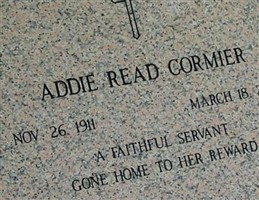 ADDIE READ CORMIER
NOV. 26, 1911 MARCH 18,
A FAITHFUL SERVANT
GONE HOME TO HER REWARD